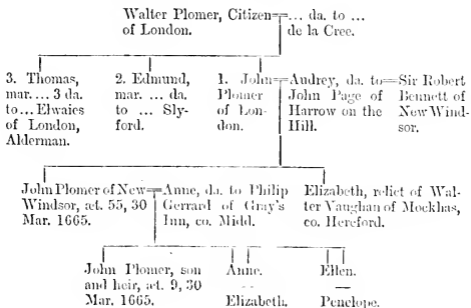 Walter Plomer, Citizen = ... da. to ...
of London. de la Cree.
3. Thomas,
mar. ... 3 da.
to ... Elwaies
of London,
Alderman.
2. Edmund,
mar. ... da.
to ... Sly-
ford.
1. John
Plomer
of Lon-
don.
= Audrey, da. to
John Page of
Harrow on the
Hill.
= Sir Robert
Bennett of
New Wind-
sor.
John Plomer of New
Windsor, æt. 55, 30
Mar. 1665.
= Anne, da. to Philip
Gerrard of Gray's
Inn, co. Midd.
Elizabeth, relict of Wal-
ter Vaughan of Mockhas,
co. Hereford.
John Plomer, son
and heir, æt. 9, 30
Mar. 1665.
Anne.
Elizabeth.
Ellen.
Penelope.